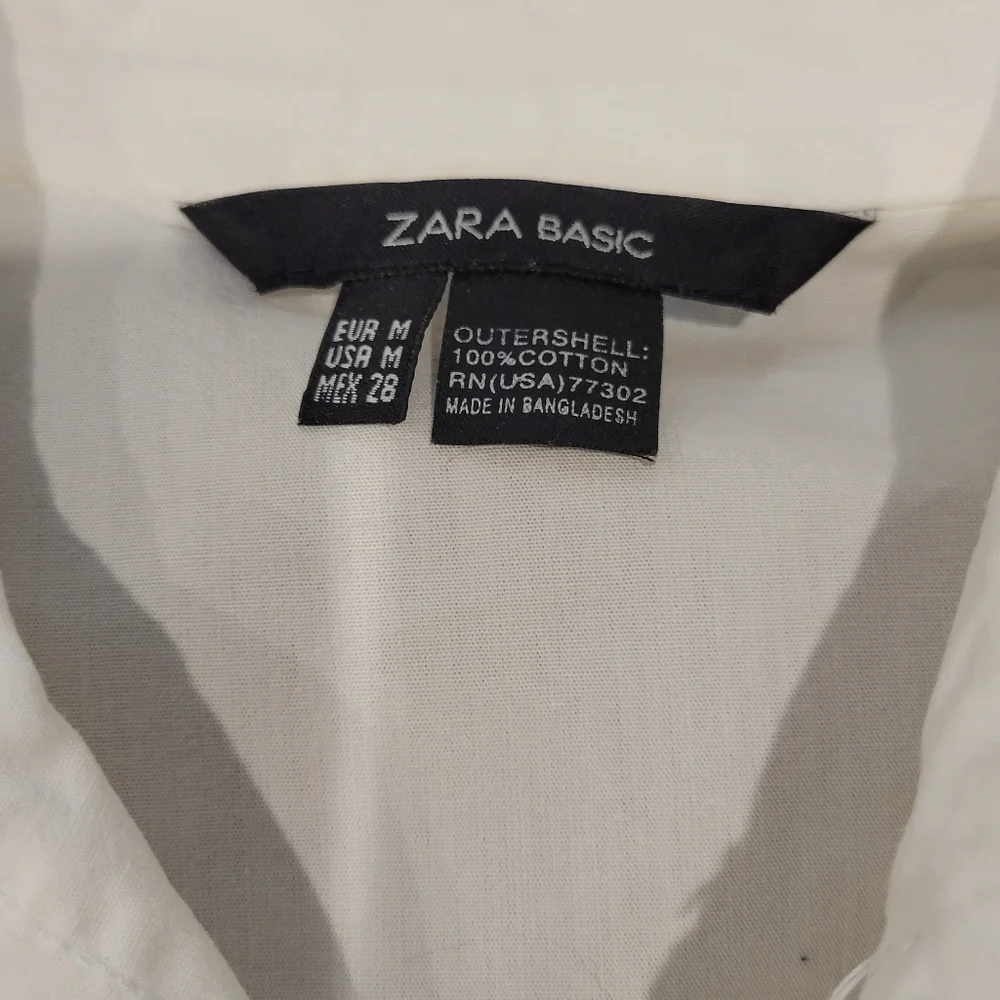 ZARA BASIC
EUR M
USA M
MEX 28
OUTERSHELL:
100%COTTON
RN(USA)77302
MADE IN BANGLADESH